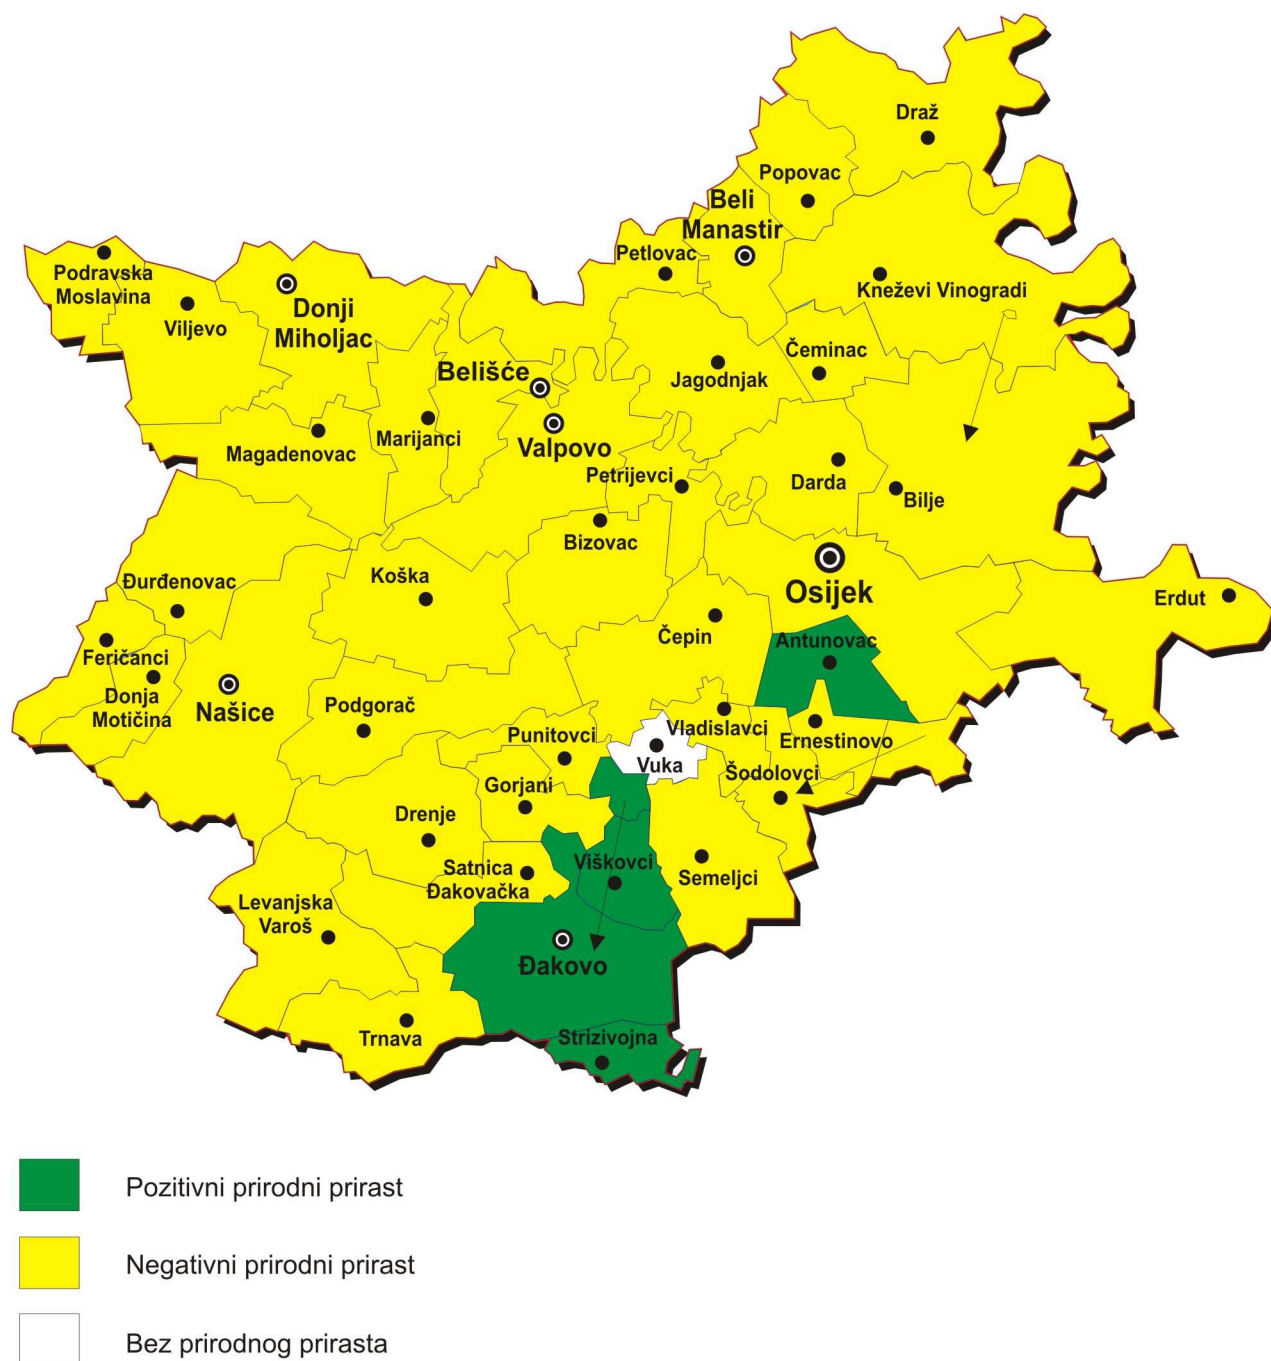 Draž
Popovac
Beli
Manastir
Petlovac
Kneževi Vinogradi
Podravska
Moslavina
Viljevo
Donji
Miholjac
Čeminac
Jagodnjak
Belišće
Marijanci
Magadenovac
Valpovo
Petrijevci
Darda
Bilje
Bizovac
Koška
Đurđenovac
Osijek
Erdut
Čepin
Antunovac
Feričanci
Donja
Motičina
Našice
Podgorač
Punitovci
Vladislavci
Ernestinovo
Vuka
Šodolovci
Gorjani
Drenje
Satnica
Đakovačka
Viškovci
Semeljci
Levanjska
Varoš
Đakovo
Trnava
Strizivojna
Pozitivni prirodni prirast
Negativni prirodni prirast
Bez prirodnog prirasta